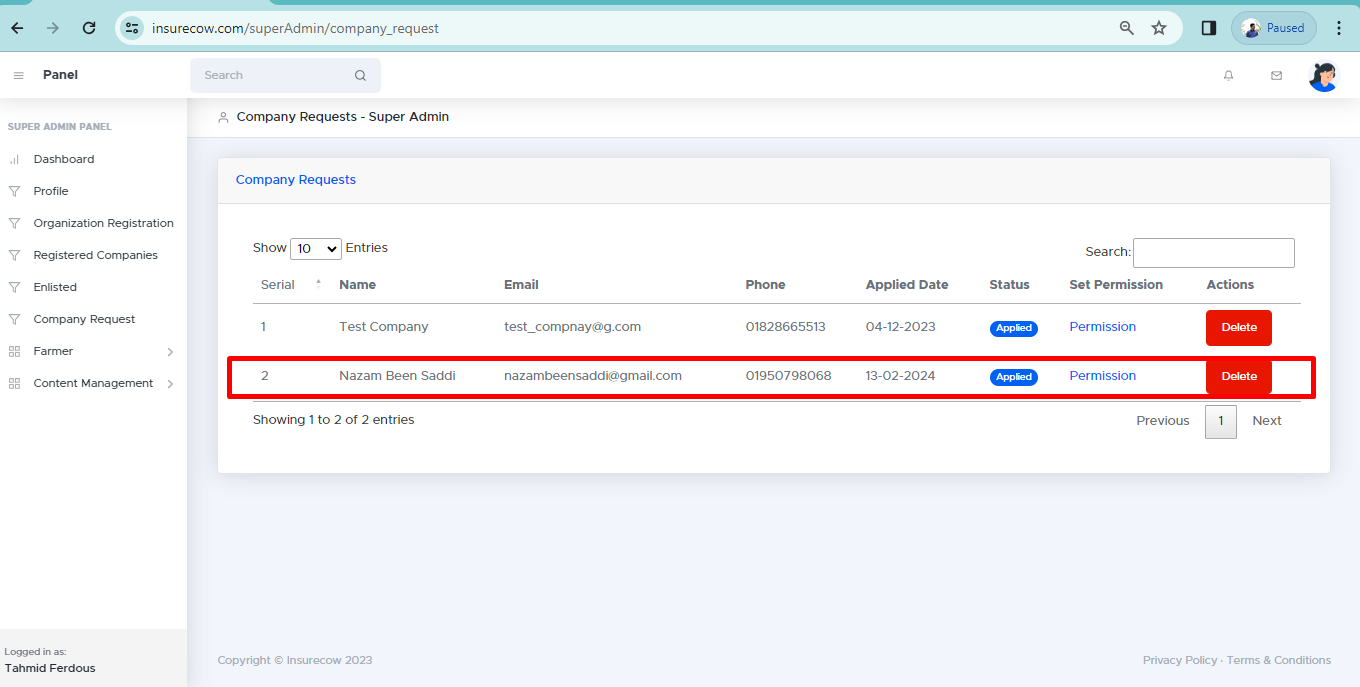 insurecow.com/superAdmin/company_request
Paused
Panel
Search
SUPER ADMIN PANEL
Dashboard
Profile
Organization Registration
Registered Companies
Enlisted
Company Request
Farmer
Content Management
Logged in as:
Tahmid Ferdous
Company Requests - Super Admin
Company Requests
Show 10 Entries
Search:
Serial Name Email Phone Applied Date Status Set Permission Actions
1 Test Company test_compnay@g.com 01828665513 04-12-2023 Applied Permission Delete
2 Nazam Been Saddi nazambeensaddi@gmail.com 01950798068 13-02-2024 Applied Permission Delete
Showing 1 to 2 of 2 entries
Previous 1 Next
Copyright © Insurecow 2023
Privacy Policy · Terms & Conditions